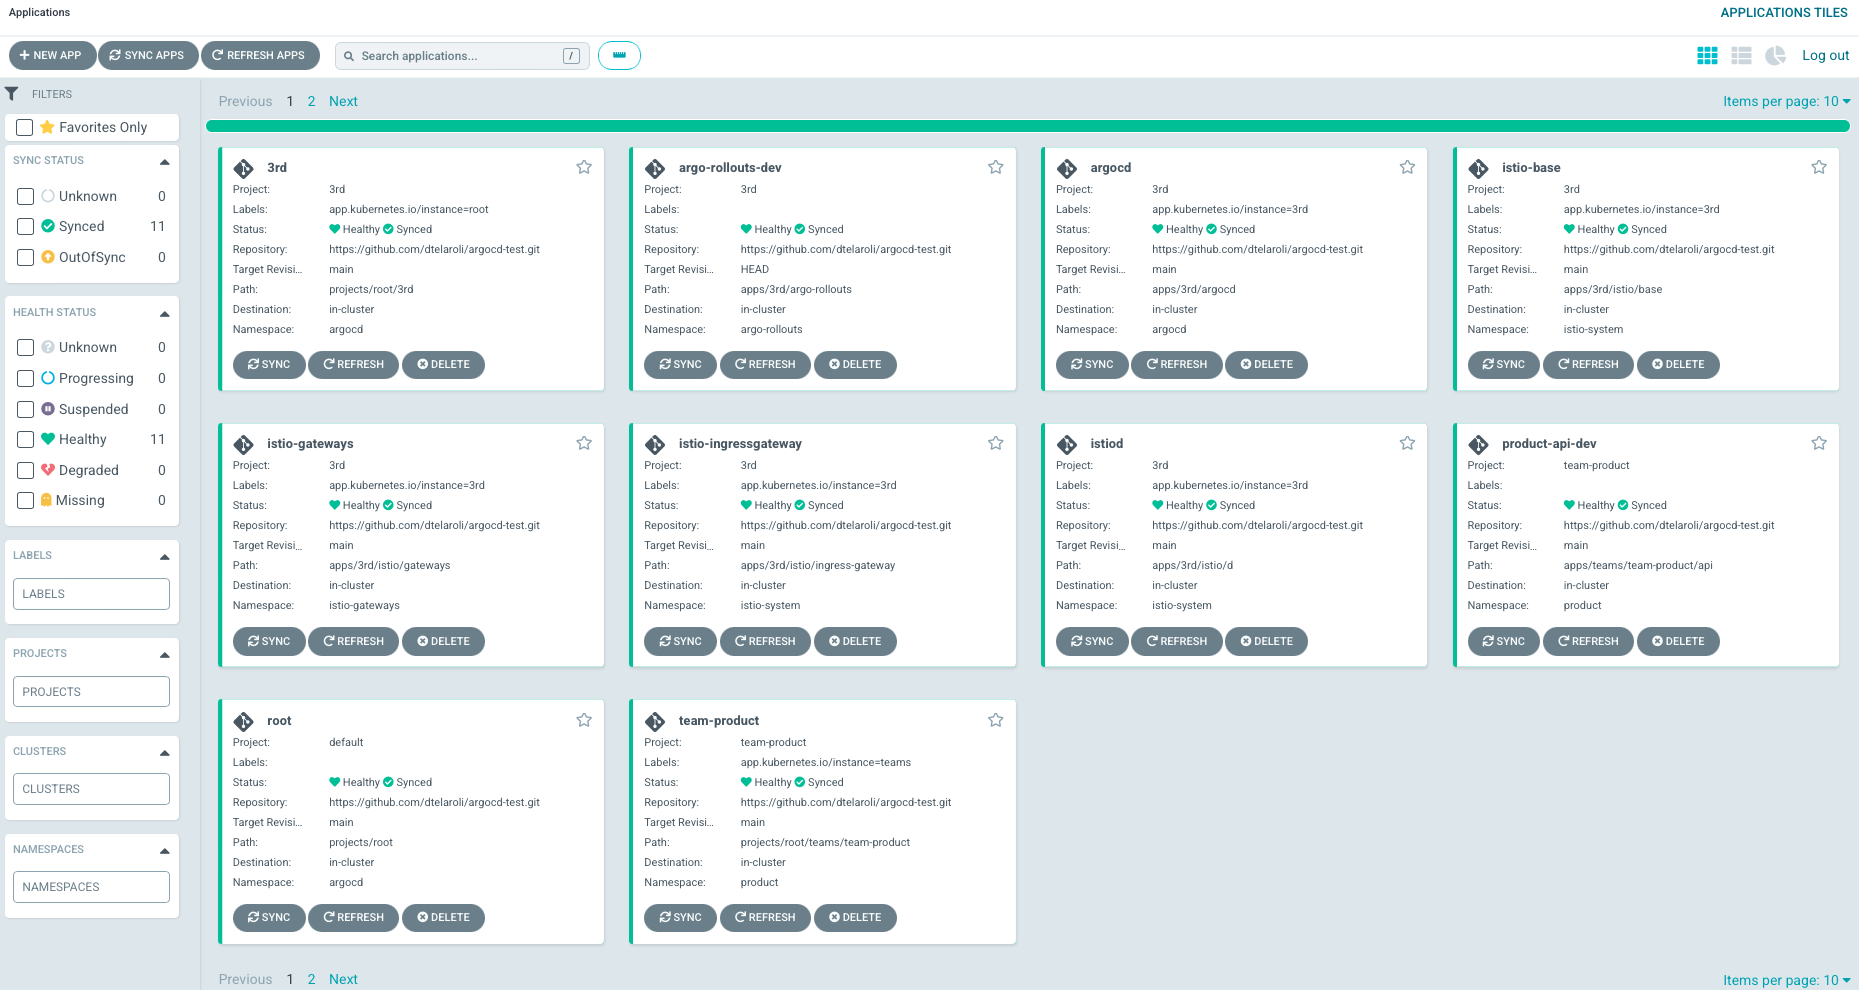 Applications
APPLICATIONS TILES
NEW APP SYNC APPS REFRESH APPS Search applications... / Log out
FILTERS
Favorites Only
SYNC STATUS
Unknown 0
Synced 11
OutOfSync 0
HEALTH STATUS
Unknown 0
Progressing 0
Suspended 0
Healthy 11
Degraded 0
Missing 0
LABELS
LABELS
PROJECTS
PROJECTS
CLUSTERS
CLUSTERS
NAMESPACES
NAMESPACES
Previous 1 2 Next Items per page: 10
3rd
Project: 3rd
Labels: app.kubernetes.io/instance=root
Status: Healthy Synced
Repository: https://github.com/dtelaroli/argocd-test.git
Target Revisi... main
Path: projects/root/3rd
Destination: in-cluster
Namespace: argocd
SYNC REFRESH DELETE
argo-rollouts-dev
Project: 3rd
Labels:
Status: Healthy Synced
Repository: https://github.com/dtelaroli/argocd-test.git
Target Revisi... HEAD
Path: apps/3rd/argo-rollouts
Destination: in-cluster
Namespace: argo-rollouts
SYNC REFRESH DELETE
argocd
Project: 3rd
Labels: app.kubernetes.io/instance=3rd
Status: Healthy Synced
Repository: https://github.com/dtelaroli/argocd-test.git
Target Revisi... main
Path: apps/3rd/argocd
Destination: in-cluster
Namespace: argocd
SYNC REFRESH DELETE
istio-base
Project: 3rd
Labels: app.kubernetes.io/instance=3rd
Status: Healthy Synced
Repository: https://github.com/dtelaroli/argocd-test.git
Target Revisi... main
Path: apps/3rd/istio/base
Destination: in-cluster
Namespace: istio-system
SYNC REFRESH DELETE
istio-gateways
Project: 3rd
Labels: app.kubernetes.io/instance=3rd
Status: Healthy Synced
Repository: https://github.com/dtelaroli/argocd-test.git
Target Revisi... main
Path: apps/3rd/istio/gateways
Destination: in-cluster
Namespace: istio-gateways
SYNC REFRESH DELETE
istio-ingressgateway
Project: 3rd
Labels: app.kubernetes.io/instance=3rd
Status: Healthy Synced
Repository: https://github.com/dtelaroli/argocd-test.git
Target Revisi... main
Path: apps/3rd/istio/ingress-gateway
Destination: in-cluster
Namespace: istio-system
SYNC REFRESH DELETE
istiod
Project: 3rd
Labels: app.kubernetes.io/instance=3rd
Status: Healthy Synced
Repository: https://github.com/dtelaroli/argocd-test.git
Target Revisi... main
Path: apps/3rd/istio/d
Destination: in-cluster
Namespace: istio-system
SYNC REFRESH DELETE
product-api-dev
Project: team-product
Labels:
Status: Healthy Synced
Repository: https://github.com/dtelaroli/argocd-test.git
Target Revisi... main
Path: apps/teams/team-product/api
Destination: in-cluster
Namespace: product
SYNC REFRESH DELETE
root
Project: default
Labels:
Status: Healthy Synced
Repository: https://github.com/dtelaroli/argocd-test.git
Target Revisi... main
Path: projects/root
Destination: in-cluster
Namespace: argocd
SYNC REFRESH DELETE
team-product
Project: team-product
Labels: app.kubernetes.io/instance=teams
Status: Healthy Synced
Repository: https://github.com/dtelaroli/argocd-test.git
Target Revisi... main
Path: projects/root/teams/team-product
Destination: in-cluster
Namespace: product
SYNC REFRESH DELETE
Previous 1 2 Next Items per page: 10